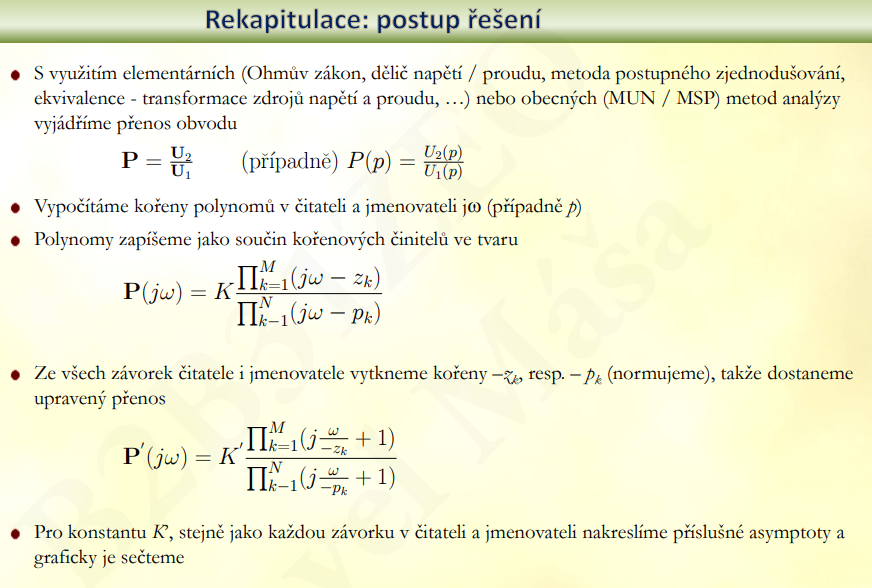 Rekapitulace: postup řešení
S využitím elementárních (Ohmův zákon, dělič napětí / proudu, metoda postupného zjednodušování,
ekvivalence - transformace zdrojů napětí a proudu, …) nebo obecných (MUN / MSP) metod analýzy
vyjádříme přenos obvodu
P = U₂/U₁ (případně) P(p) = U₂(p)/U₁(p)
Vypočítáme kořeny polynomů v čitateli a jmenovateli jω (případně p)
Polynomy zapíšeme jako součin kořenových činitelů ve tvaru
P(jω) = K ∏_{k=1}^{M}(jω − z_k) / ∏_{k−1}^{N}(jω − p_k)
Ze všech závorek čitatele i jmenovatele vytkneme kořeny –z_k, resp. – p_k (normujeme), takže dostaneme
upravený přenos
P′(jω) = K′ ∏_{k=1}^{M}(j ω/−z_k + 1) / ∏_{k−1}^{N}(j ω/−p_k + 1)
Pro konstantu K', stejně jako každou závorku v čitateli a jmenovateli nakreslíme příslušné asymptoty a
graficky je sečteme